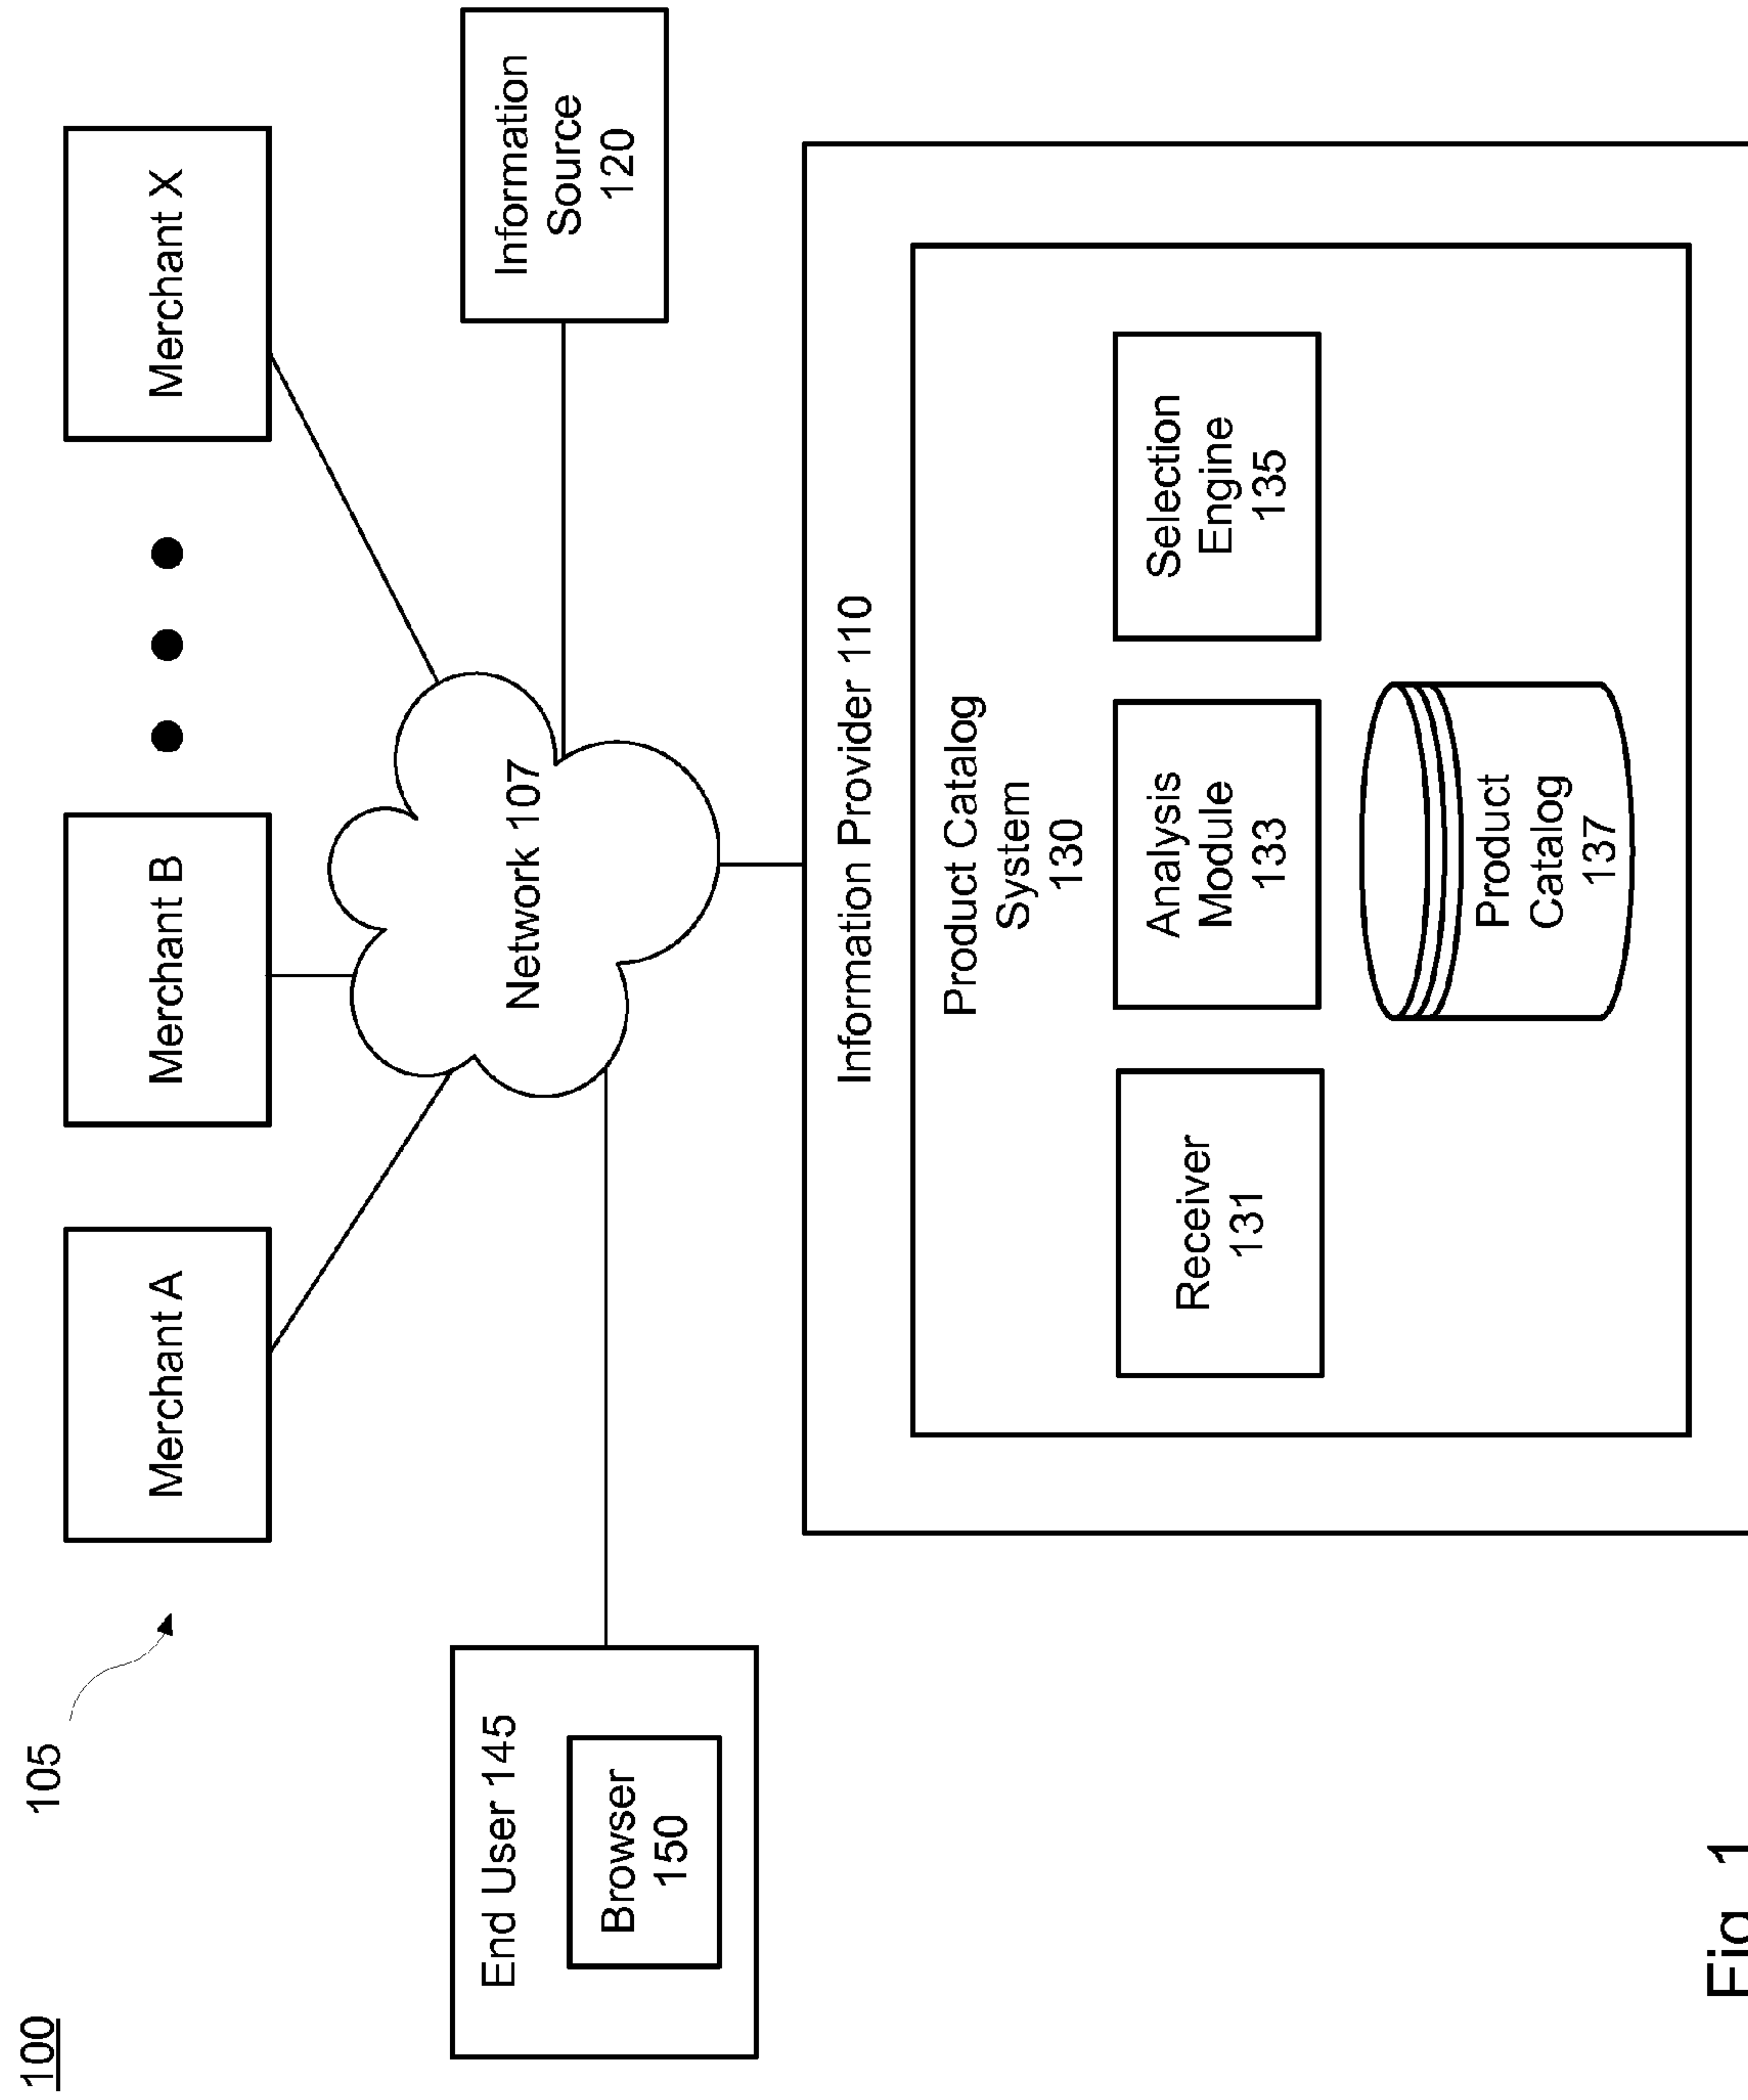 100
105
Merchant A
Merchant B
Merchant X
End User 145
Browser
150
Network 107
Information
Source
120
Information Provider 110
Product Catalog
System
130
Receiver
131
Analysis
Module
133
Selection
Engine
135
Product
Catalog
137
Fig. 1